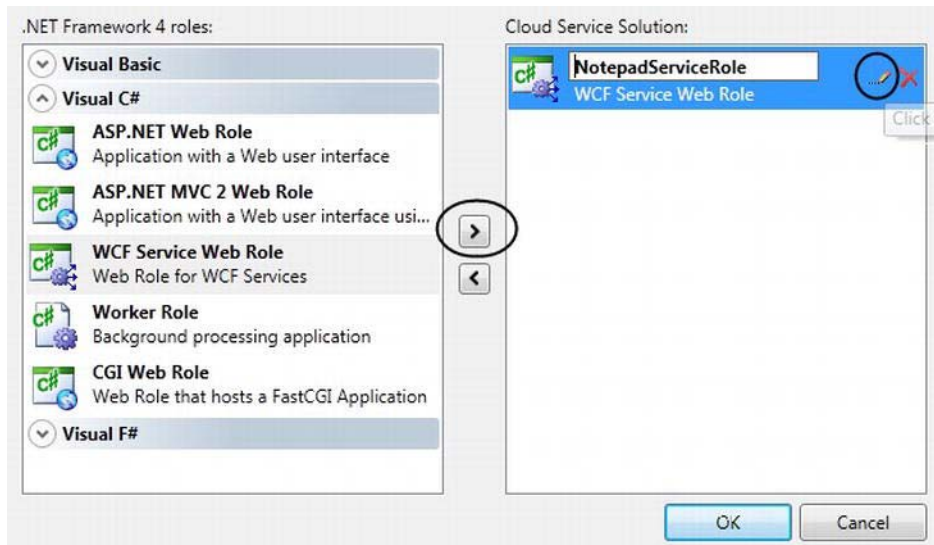 .NET Framework 4 roles:
Visual Basic
Visual C#
ASP.NET Web Role
Application with a Web user interface
ASP.NET MVC 2 Web Role
Application with a Web user interface usi...
WCF Service Web Role
Web Role for WCF Services
Worker Role
Background processing application
CGI Web Role
Web Role that hosts a FastCGI Application
Visual F#
>
<
Cloud Service Solution:
NotepadServiceRole
WCF Service Web Role
Click
OK
Cancel